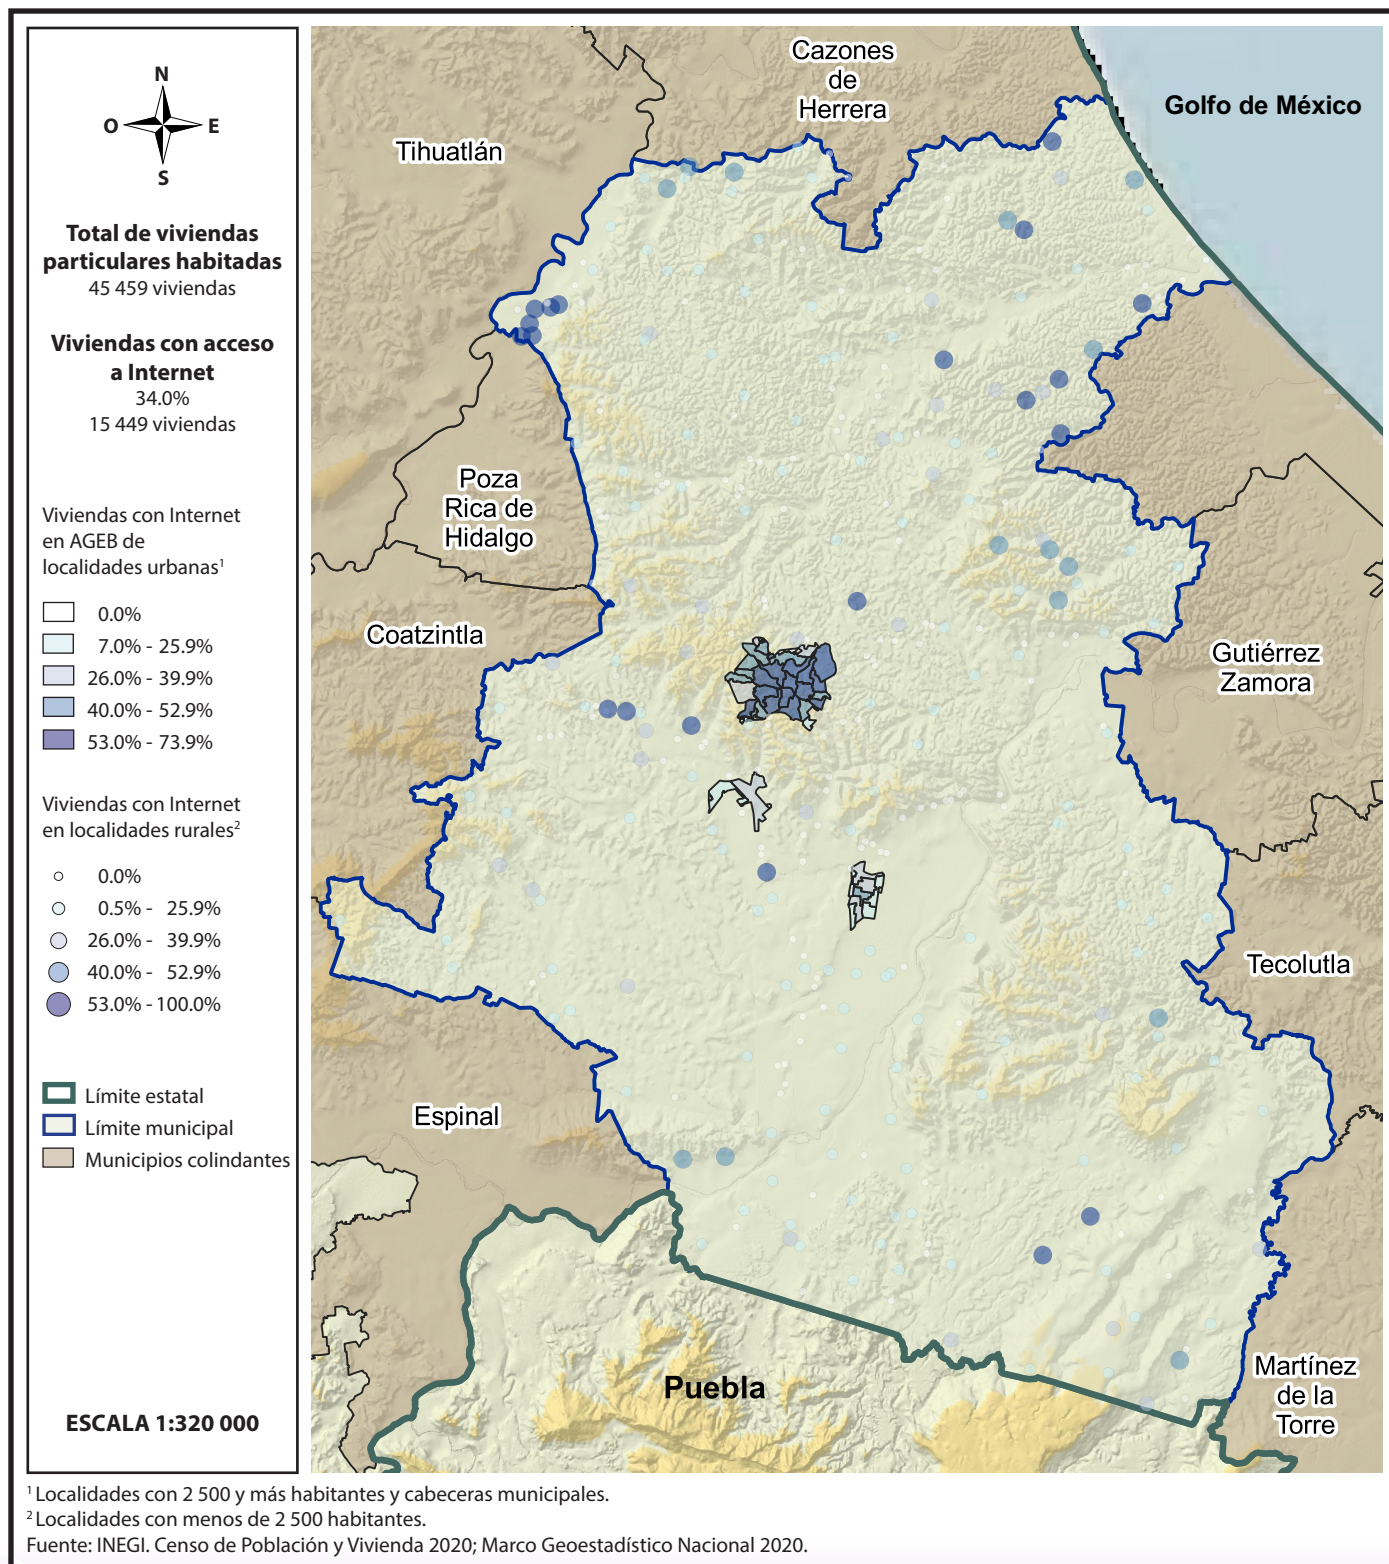 N
O E
S
Total de viviendas
particulares habitadas
45 459 viviendas
Viviendas con acceso
a Internet
34.0%
15 449 viviendas
Viviendas con Internet
en AGEB de
localidades urbanas¹
0.0%
7.0% - 25.9%
26.0% - 39.9%
40.0% - 52.9%
53.0% - 73.9%
Viviendas con Internet
en localidades rurales²
0.0%
0.5% - 25.9%
26.0% - 39.9%
40.0% - 52.9%
53.0% - 100.0%
Límite estatal
Límite municipal
Municipios colindantes
ESCALA 1:320 000
Cazones
de
Herrera
Golfo de México
Tihuatlán
Poza
Rica de
Hidalgo
Coatzintla
Gutiérrez
Zamora
Tecolutla
Espinal
Puebla
Martínez
de la
Torre
¹ Localidades con 2 500 y más habitantes y cabeceras municipales.
² Localidades con menos de 2 500 habitantes.
Fuente: INEGI. Censo de Población y Vivienda 2020; Marco Geoestadístico Nacional 2020.